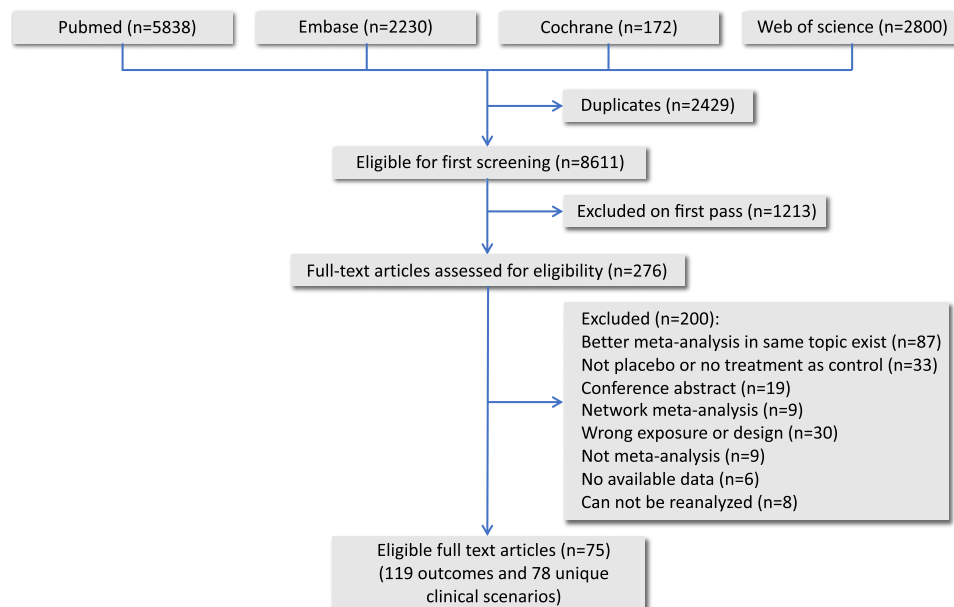 Pubmed (n=5838)
Embase (n=2230)
Cochrane (n=172)
Web of science (n=2800)
Duplicates (n=2429)
Eligible for first screening (n=8611)
Excluded on first pass (n=1213)
Full-text articles assessed for eligibility (n=276)
Excluded (n=200):
Better meta-analysis in same topic exist (n=87)
Not placebo or no treatment as control (n=33)
Conference abstract (n=19)
Network meta-analysis (n=9)
Wrong exposure or design (n=30)
Not meta-analysis (n=9)
No available data (n=6)
Can not be reanalyzed (n=8)
Eligible full text articles (n=75)
(119 outcomes and 78 unique
clinical scenarios)